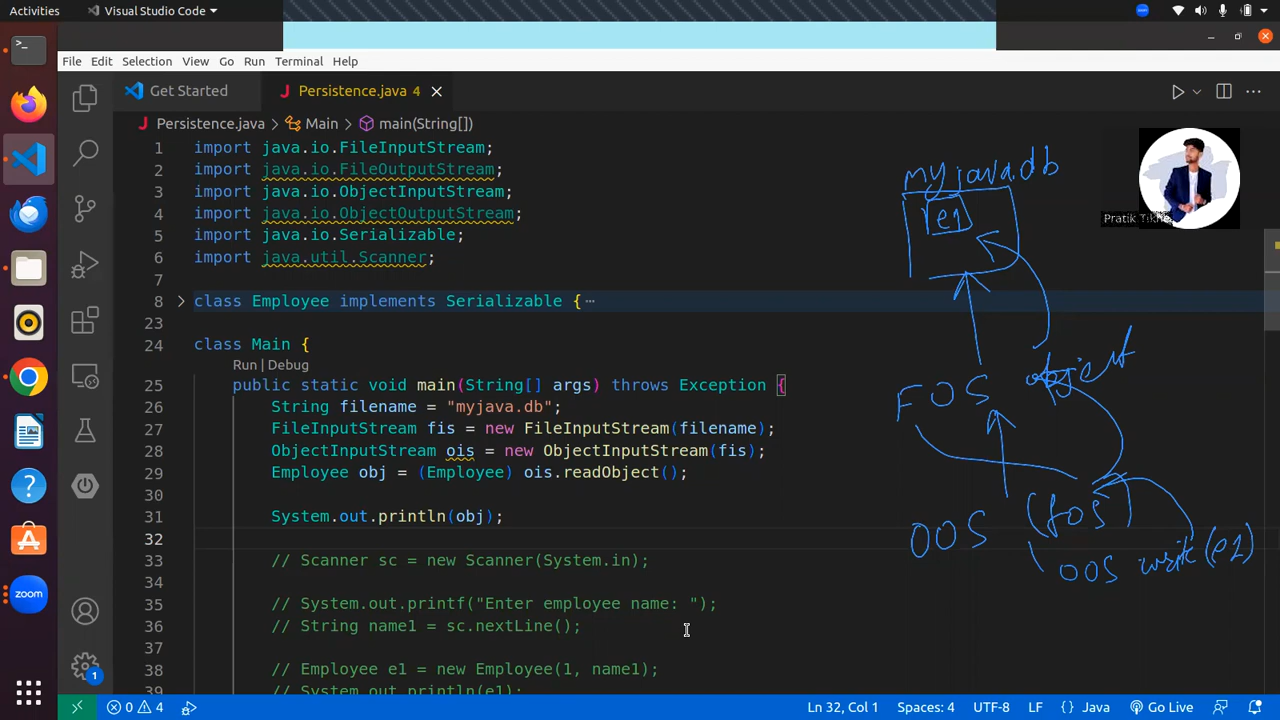 Activities
Visual Studio Code
File Edit Selection View Go Run Terminal Help
Get Started
Persistence.java 4
Persistence.java > Main > main(String[])
1 import java.io.FileInputStream;
2 import java.io.FileOutputStream;
3 import java.io.ObjectInputStream;
4 import java.io.ObjectOutputStream;
5 import java.io.Serializable;
6 import java.util.Scanner;
7
8 class Employee implements Serializable {
23
24 class Main {
Run | Debug
25 public static void main(String[] args) throws Exception {
26 String filename = "myjava.db";
27 FileInputStream fis = new FileInputStream(filename);
28 ObjectInputStream ois = new ObjectInputStream(fis);
29 Employee obj = (Employee) ois.readObject();
30
31 System.out.println(obj);
32
33 // Scanner sc = new Scanner(System.in);
34
35 // System.out.printf("Enter employee name: ");
36 // String name1 = sc.nextLine();
37
38 // Employee e1 = new Employee(1, name1);
39 // System.out.println(e1);
myjava.db
e1
Pratik
object
FOS
OOS (fos)
OOS write(e1)
zoom
1
0 4
Ln 32, Col 1 Spaces: 4 UTF-8 LF {} Java Go Live